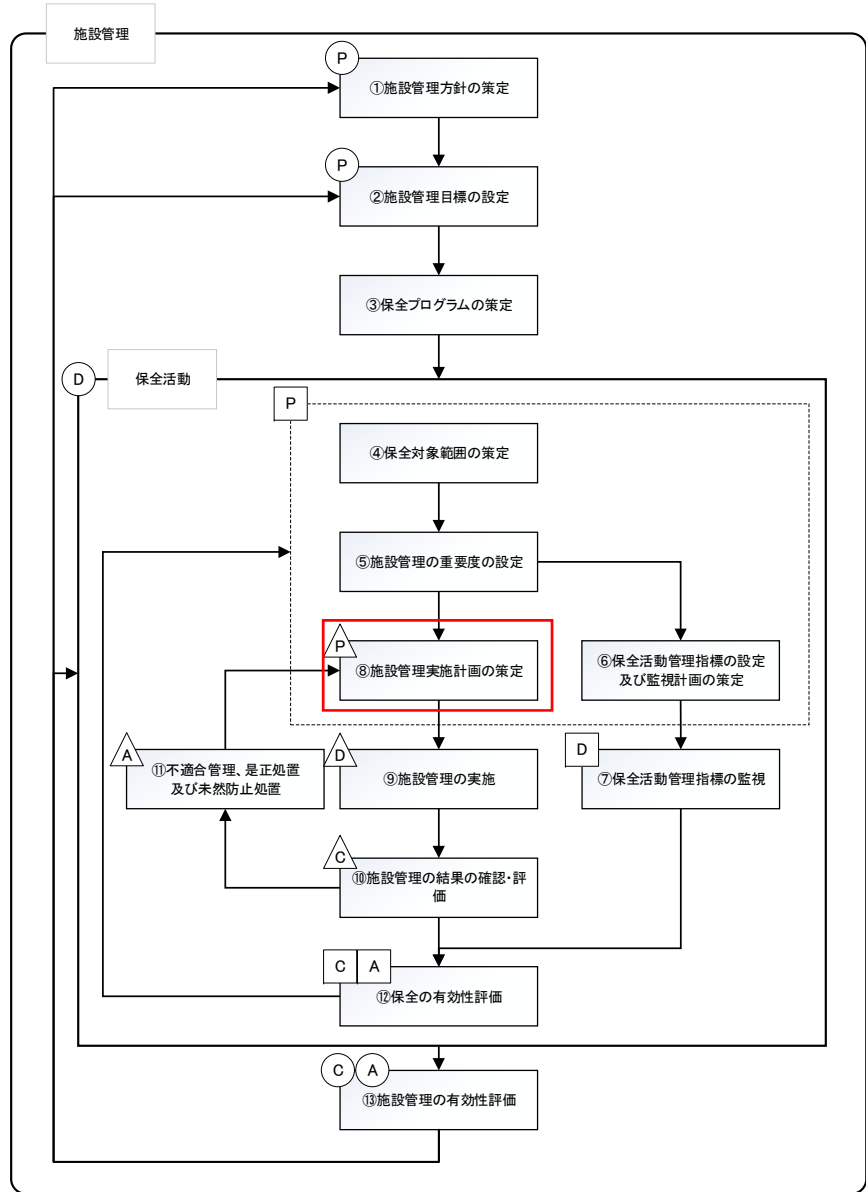 施設管理
P
①施設管理方針の策定
P
②施設管理目標の設定
③保全プログラムの策定
D
保全活動
P
④保全対象範囲の策定
⑤施設管理の重要度の設定
P
⑧施設管理実施計画の策定
⑥保全活動管理指標の設定
及び監視計画の策定
A
⑪不適合管理、是正処置
及び未然防止処置
D
⑨施設管理の実施
D
⑦保全活動管理指標の監視
C
⑩施設管理の結果の確認・評
価
C
A
⑫保全の有効性評価
C
A
⑬施設管理の有効性評価